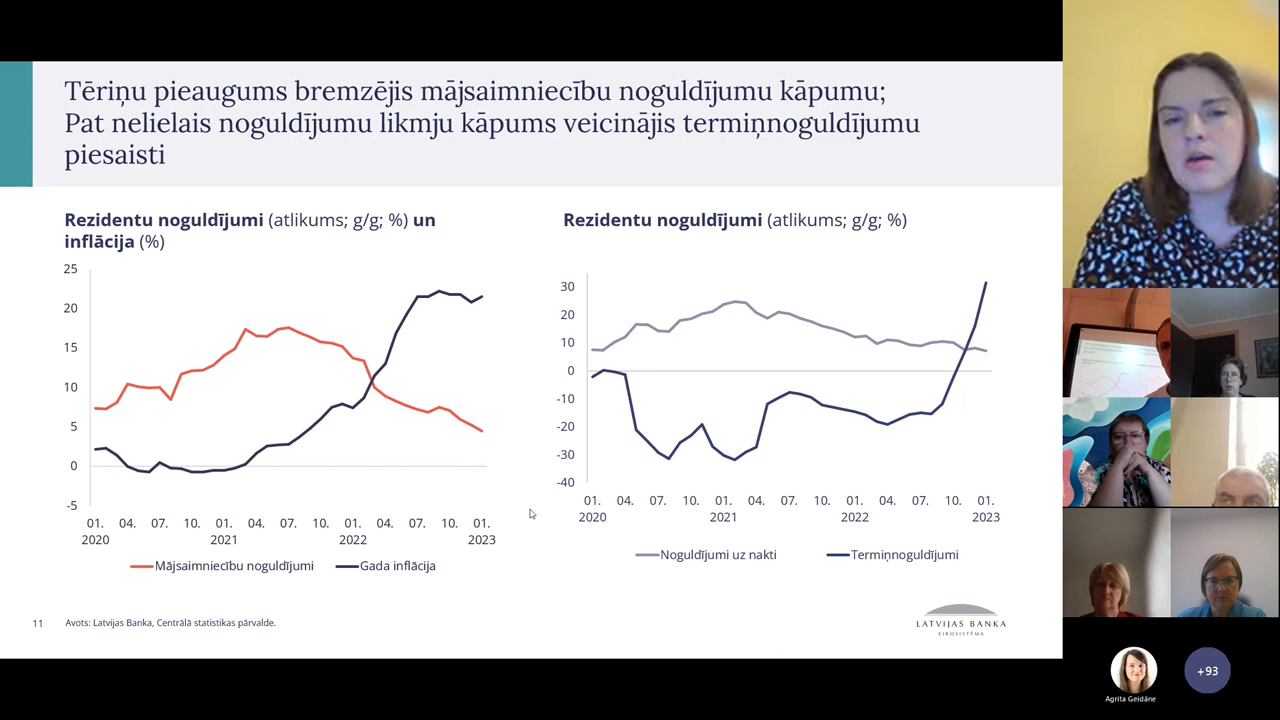 Tēriņu pieaugums bremzējis mājsaimniecību noguldījumu kāpumu;
Pat nelielais noguldījumu likmju kāpums veicinājis termiņnoguldījumu
piesaisti
Rezidentu noguldījumi (atlikums; g/g; %) un
inflācija (%)
25
20
15
10
5
0
-5
01. 04. 07. 10. 01. 04. 07. 10. 01. 04. 07. 10. 01.
2020 2021 2022 2023
Mājsaimniecību noguldījumi Gada inflācija
Rezidentu noguldījumi (atlikums; g/g; %)
30
20
10
0
-10
-20
-30
-40
01. 04. 07. 10. 01. 04. 07. 10. 01. 04. 07. 10. 01.
2020 2021 2022 2023
Noguldījumi uz nakti Termiņnoguldījumi
11 Avots: Latvijas Banka, Centrālā statistikas pārvalde.
LATVIJAS BANKA
EIROSISTĒMA
+93
Agrita Geidāne